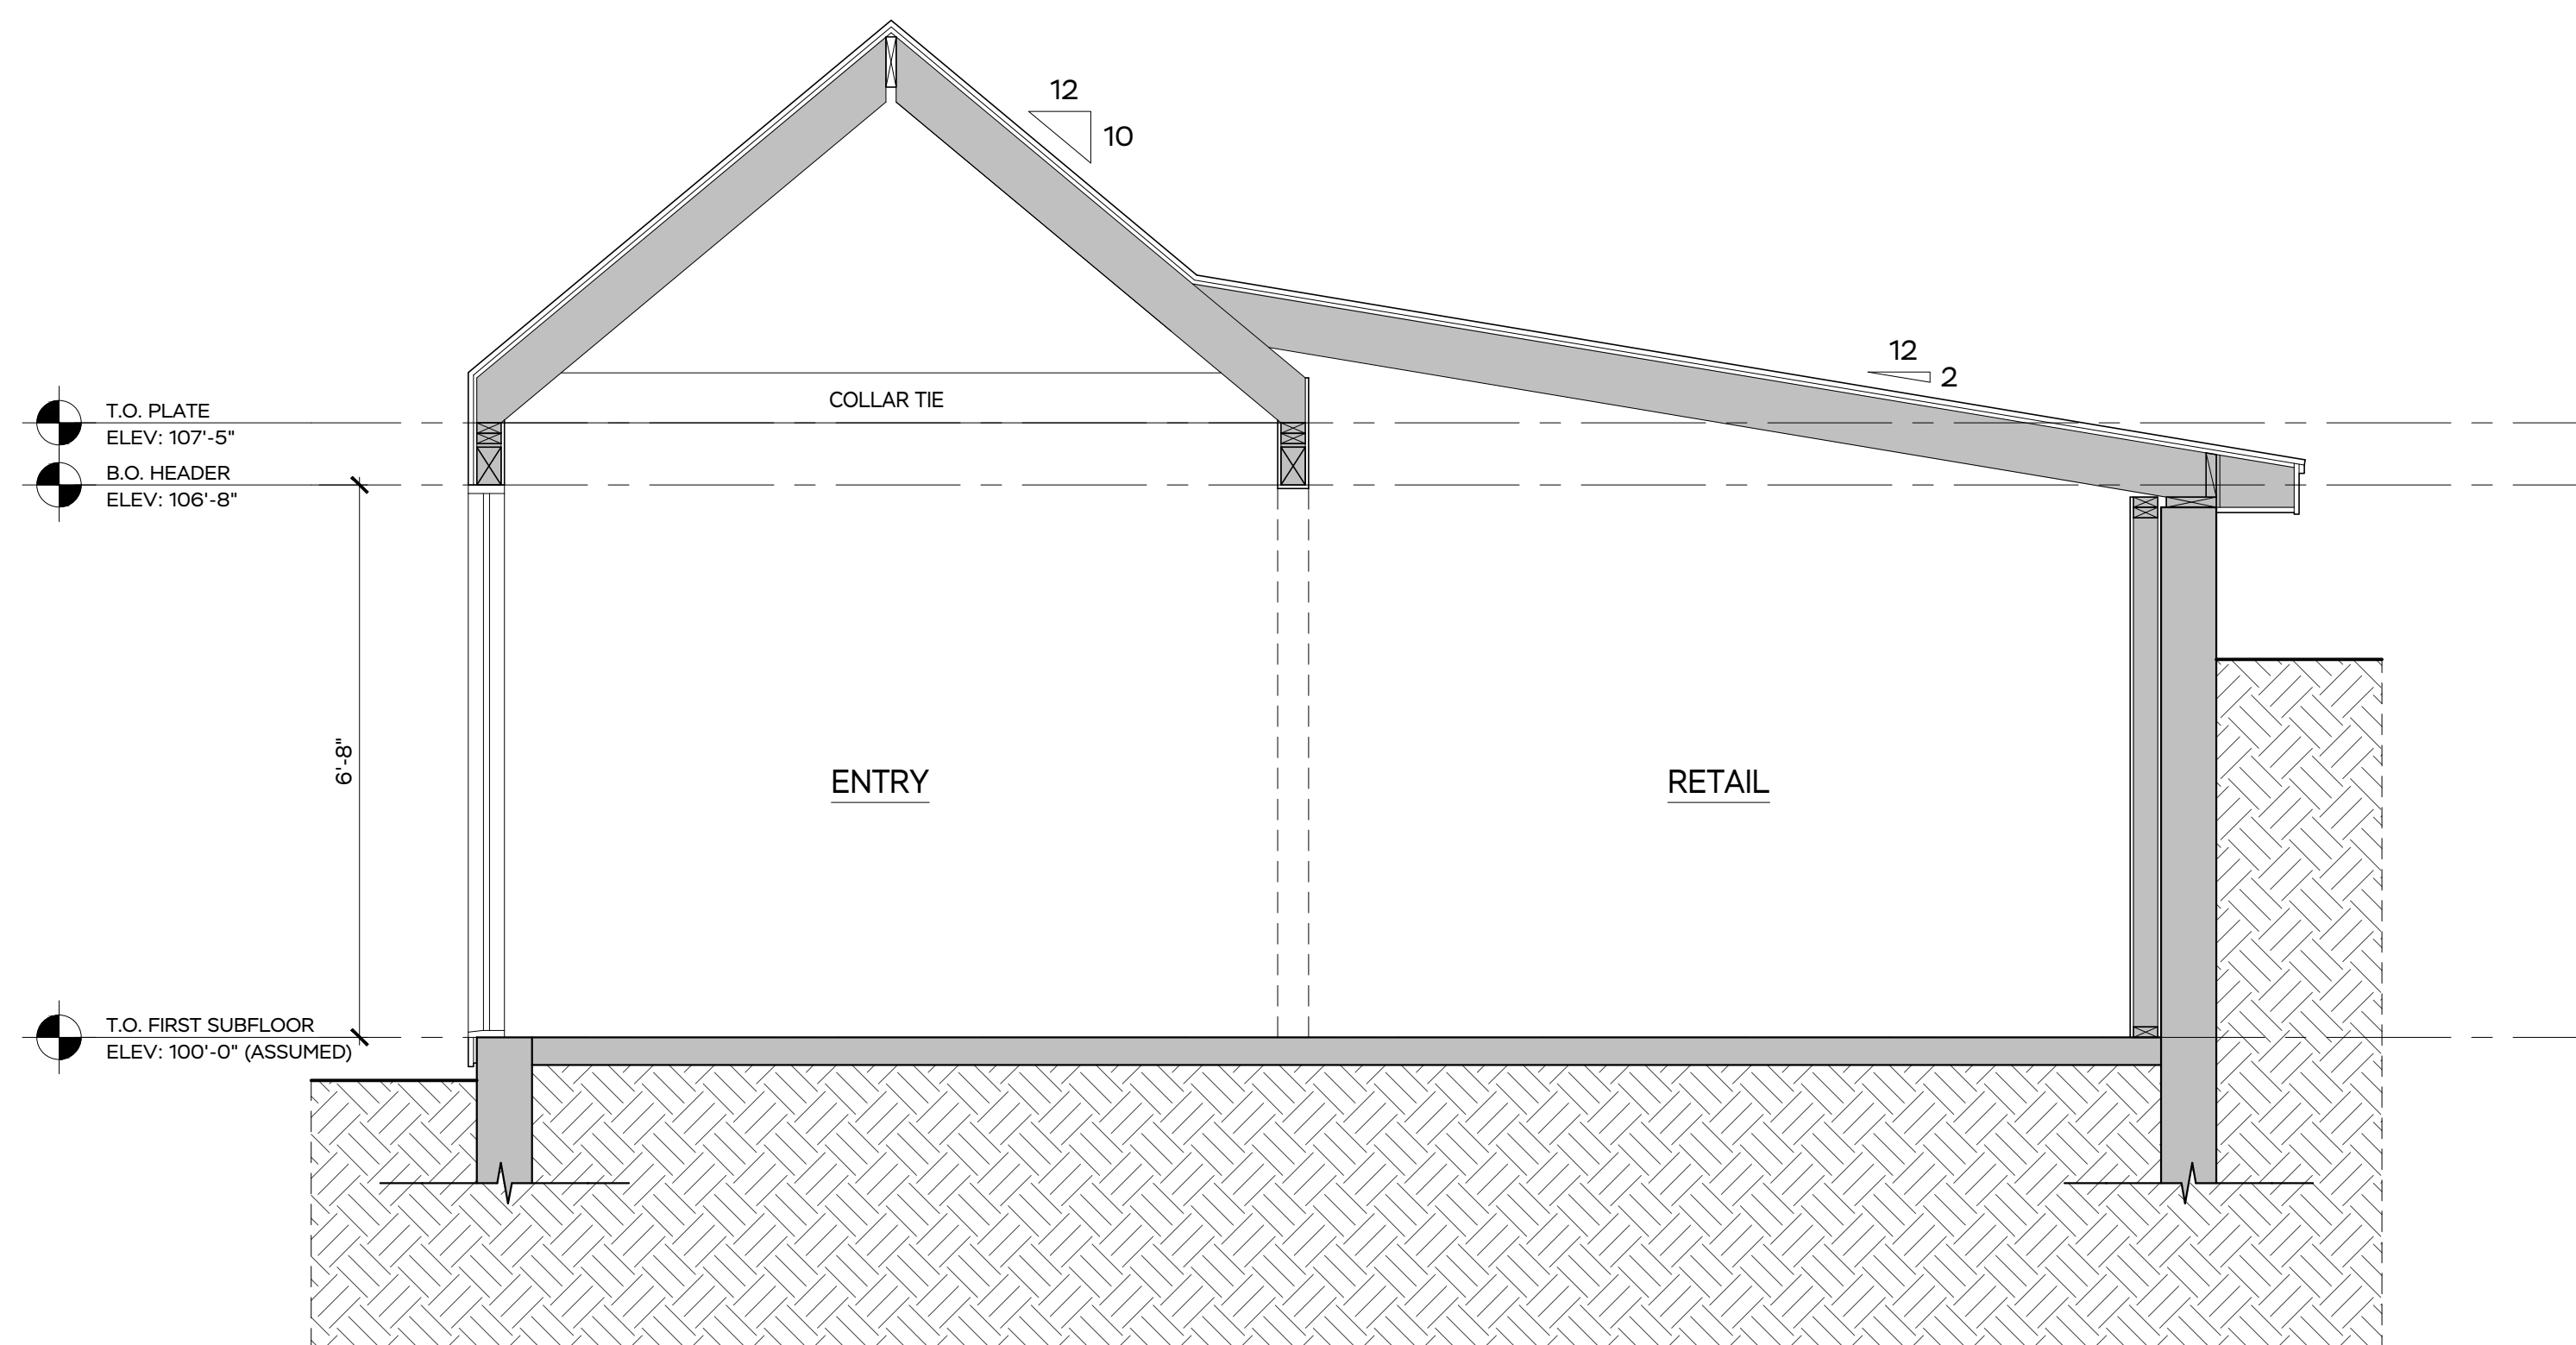 12
10
12
2
COLLAR TIE
T.O. PLATE
ELEV: 107'-5"
B.O. HEADER
ELEV: 106'-8"
6'-8"
ENTRY
RETAIL
T.O. FIRST SUBFLOOR
ELEV: 100'-0" (ASSUMED)